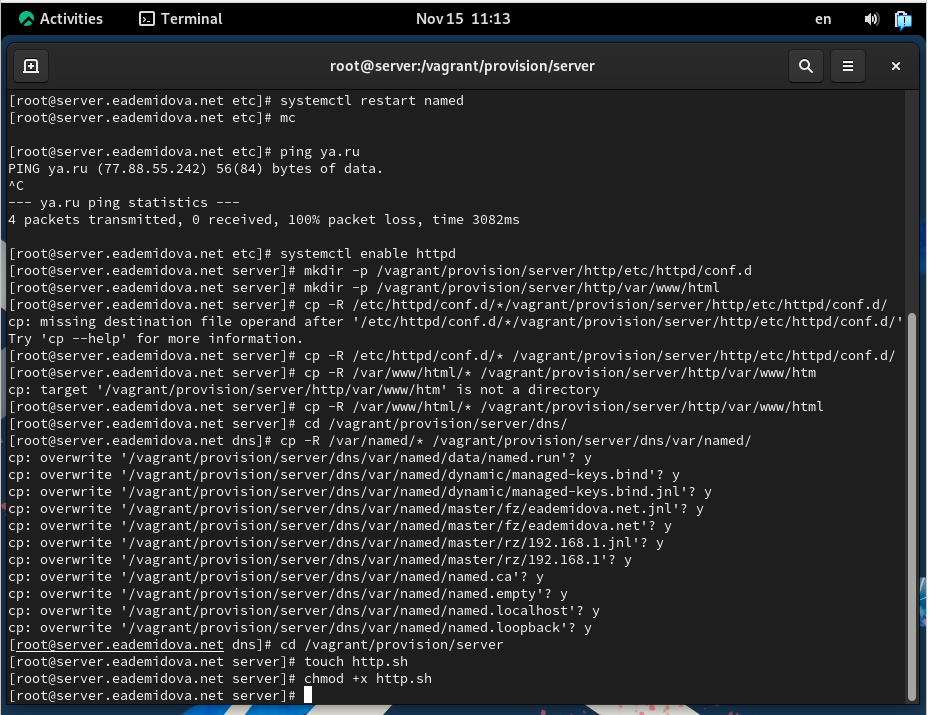 Activities Terminal Nov 15 11:13 en
root@server:/vagrant/provision/server
[root@server.eademidova.net etc]# systemctl restart named
[root@server.eademidova.net etc]# mc
[root@server.eademidova.net etc]# ping ya.ru
PING ya.ru (77.88.55.242) 56(84) bytes of data.
^C
--- ya.ru ping statistics ---
4 packets transmitted, 0 received, 100% packet loss, time 3082ms
[root@server.eademidova.net etc]# systemctl enable httpd
[root@server.eademidova.net server]# mkdir -p /vagrant/provision/server/http/etc/httpd/conf.d
[root@server.eademidova.net server]# mkdir -p /vagrant/provision/server/http/var/www/html
[root@server.eademidova.net server]# cp -R /etc/httpd/conf.d/*/vagrant/provision/server/http/etc/httpd/conf.d/
cp: missing destination file operand after '/etc/httpd/conf.d/*/vagrant/provision/server/http/etc/httpd/conf.d/'
Try 'cp --help' for more information.
[root@server.eademidova.net server]# cp -R /etc/httpd/conf.d/* /vagrant/provision/server/http/etc/httpd/conf.d/
[root@server.eademidova.net server]# cp -R /var/www/html/* /vagrant/provision/server/http/var/www/htm
cp: target '/vagrant/provision/server/http/var/www/htm' is not a directory
[root@server.eademidova.net server]# cp -R /var/www/html/* /vagrant/provision/server/http/var/www/html
[root@server.eademidova.net server]# cd /vagrant/provision/server/dns/
[root@server.eademidova.net dns]# cp -R /var/named/* /vagrant/provision/server/dns/var/named/
cp: overwrite '/vagrant/provision/server/dns/var/named/data/named.run'? y
cp: overwrite '/vagrant/provision/server/dns/var/named/dynamic/managed-keys.bind'? y
cp: overwrite '/vagrant/provision/server/dns/var/named/dynamic/managed-keys.bind.jnl'? y
cp: overwrite '/vagrant/provision/server/dns/var/named/master/fz/eademidova.net.jnl'? y
cp: overwrite '/vagrant/provision/server/dns/var/named/master/fz/eademidova.net'? y
cp: overwrite '/vagrant/provision/server/dns/var/named/master/rz/192.168.1.jnl'? y
cp: overwrite '/vagrant/provision/server/dns/var/named/master/rz/192.168.1'? y
cp: overwrite '/vagrant/provision/server/dns/var/named/named.ca'? y
cp: overwrite '/vagrant/provision/server/dns/var/named/named.empty'? y
cp: overwrite '/vagrant/provision/server/dns/var/named/named.localhost'? y
cp: overwrite '/vagrant/provision/server/dns/var/named/named.loopback'? y
[root@server.eademidova.net dns]# cd /vagrant/provision/server
[root@server.eademidova.net server]# touch http.sh
[root@server.eademidova.net server]# chmod +x http.sh
[root@server.eademidova.net server]#